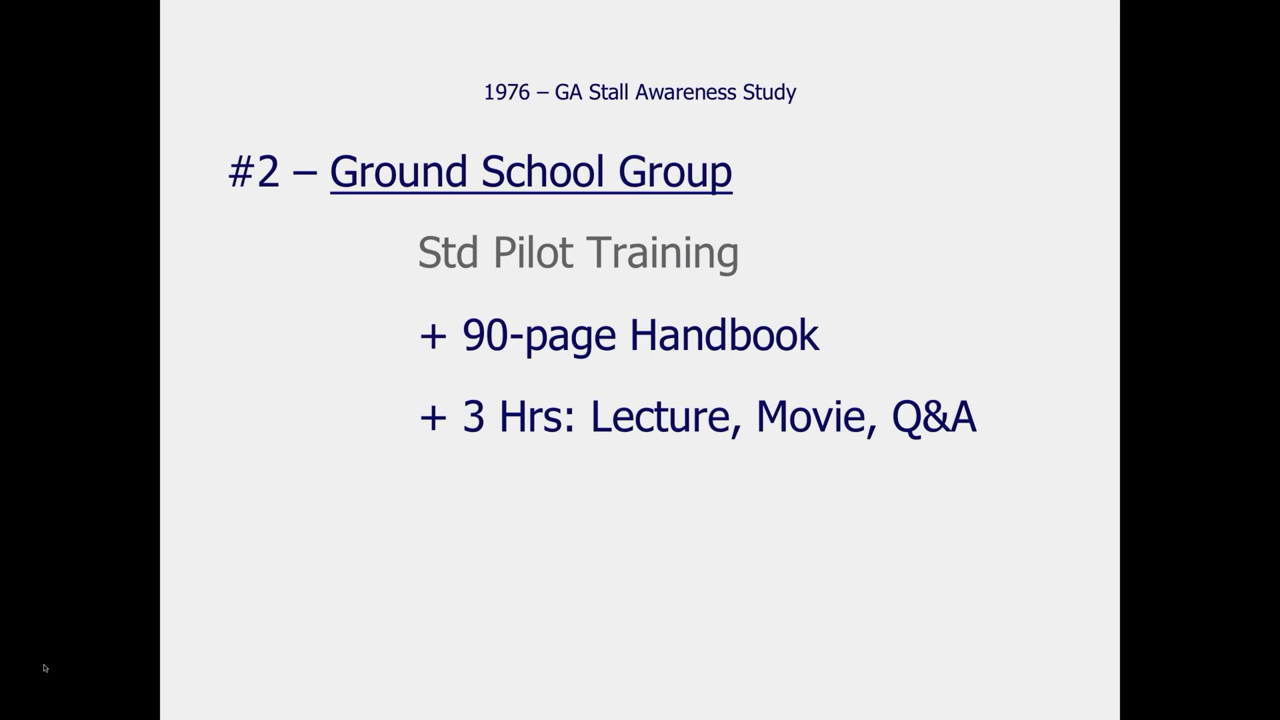 1976 – GA Stall Awareness Study
#2 – Ground School Group
Std Pilot Training
+ 90-page Handbook
+ 3 Hrs: Lecture, Movie, Q&A